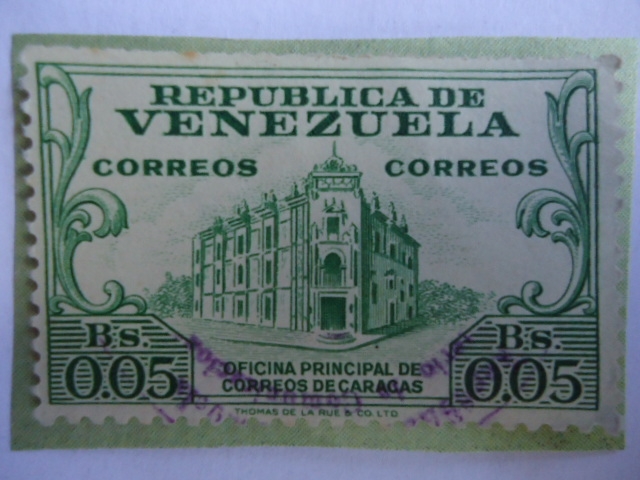 REPUBLICA DE
VENEZUELA
CORREOS CORREOS
Bs. 0.05
Bs. 0.05
OFICINA PRINCIPAL DE
CORREOS DE CARACAS
THOMAS DE LA RUE & CO. LTD